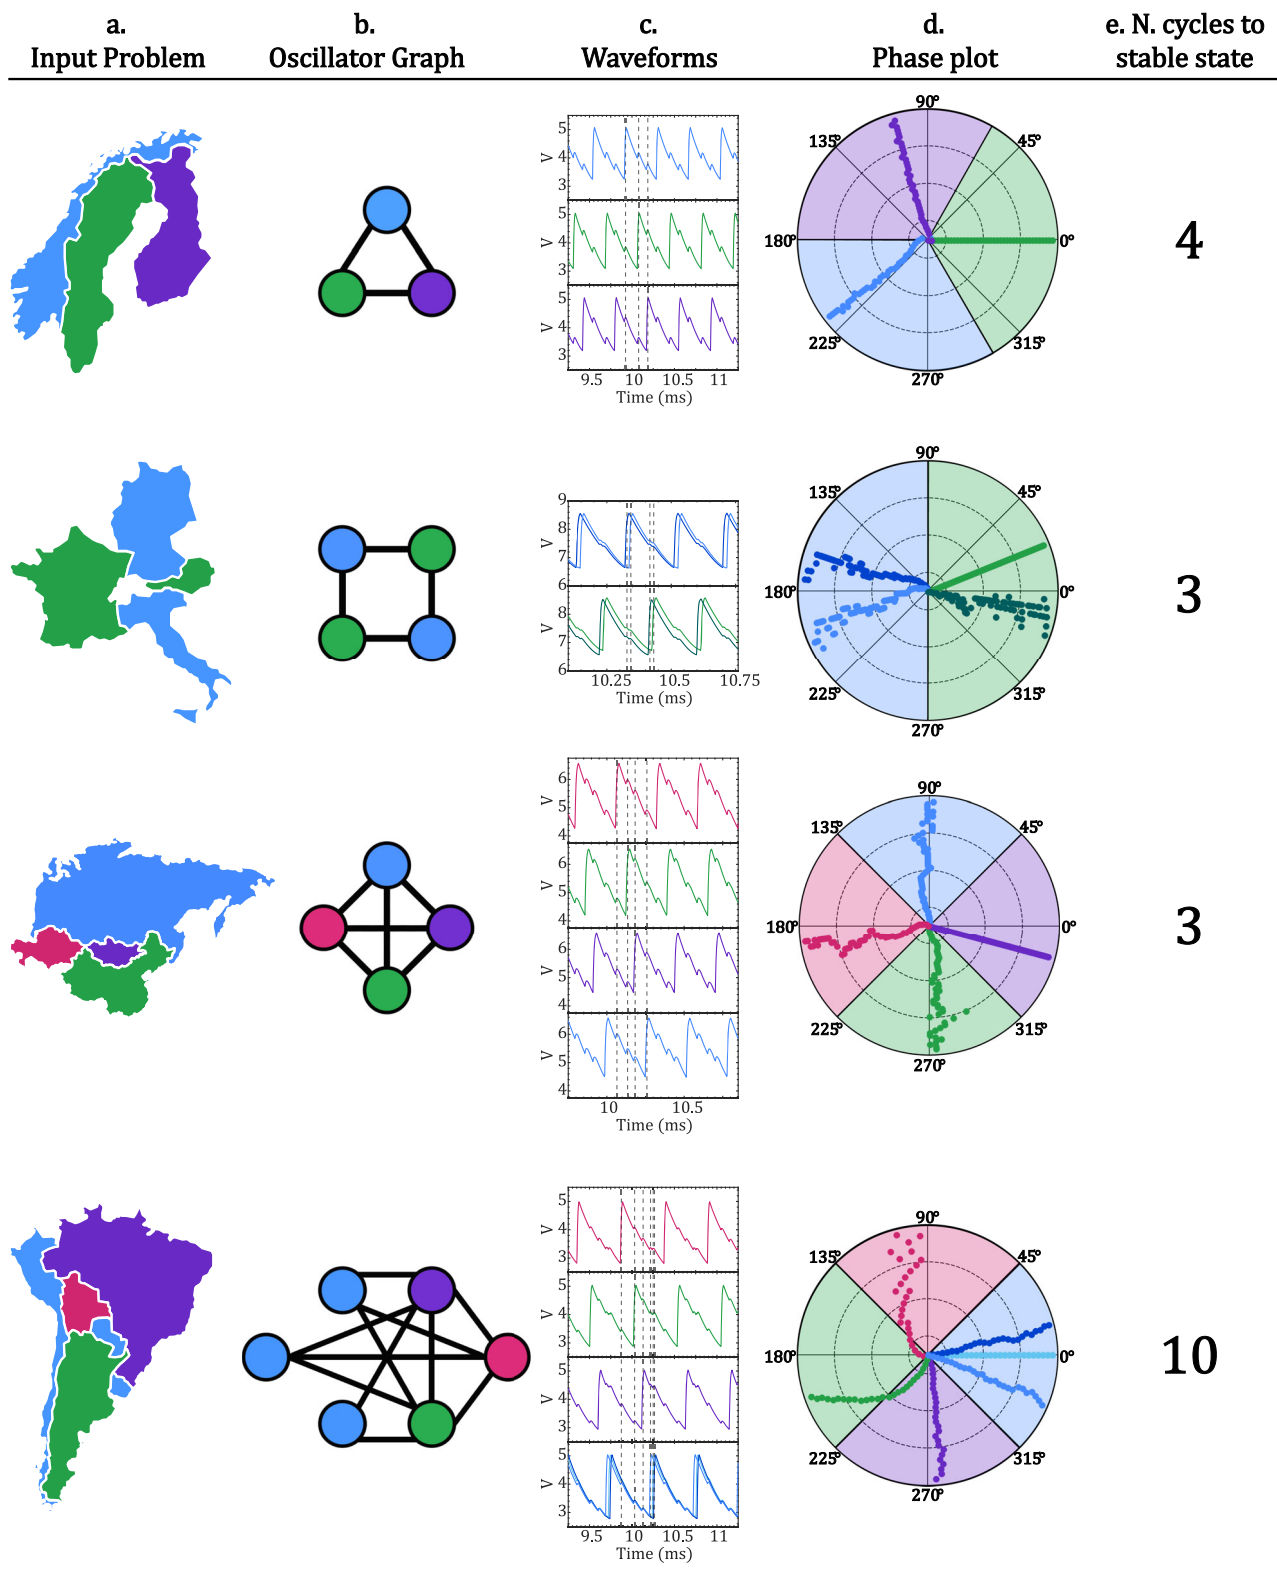 a. b. c. d. e. N. cycles to
Input Problem Oscillator Graph Waveforms Phase plot stable state
5
V 4
3
5
V 4
3
5
V 4
3
9.5 10 10.5 11
Time (ms)
90°
135° 45°
180° 0°
225° 315°
270°
4
9
8
V
7
6
8
V
7
6
10.25 10.5 10.75
Time (ms)
90°
135° 45°
180° 0°
225° 315°
270°
3
6
V 5
4
6
V 5
4
6
V 5
4
6
V 5
4
10 10.5
Time (ms)
90°
135° 45°
180° 0°
225° 315°
270°
3
5
V 4
3
5
V 4
3
5
V 4
3
5
V 4
3
9.5 10 10.5 11
Time (ms)
90°
135° 45°
180° 0°
225° 315°
270°
10